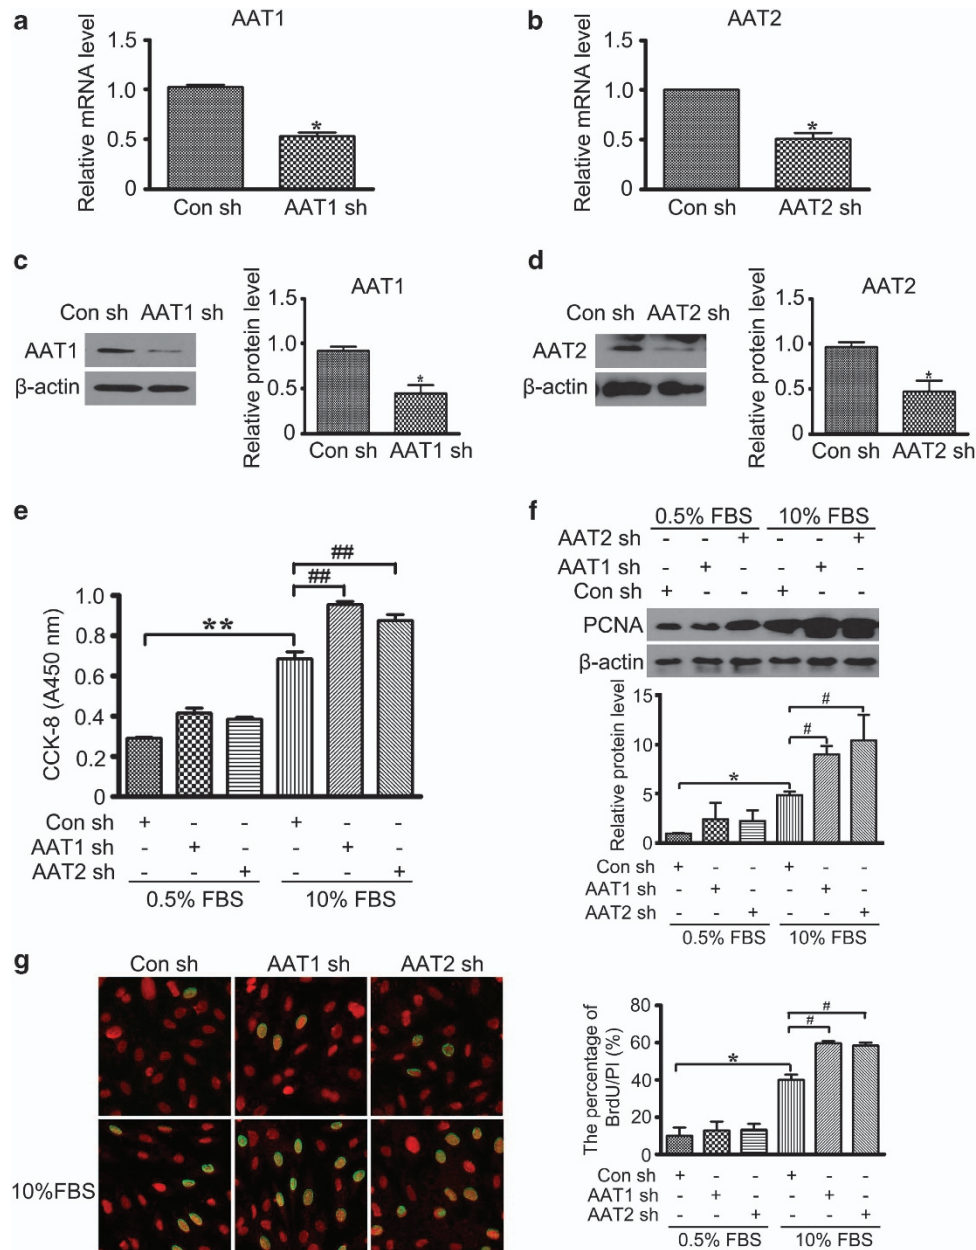 a
AAT1
Relative mRNA level
1.5
1.0
0.5
0
*
Con sh AAT1 sh
b
AAT2
Relative mRNA level
1.5
1.0
0.5
0
*
Con sh AAT2 sh
c
Con sh AAT1 sh
AAT1
β-actin
AAT1
Relative protein level
1.5
1.0
0.5
0
*
Con sh AAT1 sh
d
Con sh AAT2 sh
AAT2
β-actin
AAT2
Relative protein level
1.5
1.0
0.5
0
*
Con sh AAT2 sh
e
CCK-8 (A450 nm)
1.0
0.8
0.6
0.4
0.2
0
**
##
##
Con sh + - - + - -
AAT1 sh - + - - + -
AAT2 sh - - + - - +
0.5% FBS 10% FBS
f
0.5% FBS 10% FBS
AAT2 sh - - + - - +
AAT1 sh - + - - + -
Con sh + - - + - -
PCNA
β-actin
Relative protein level
15
10
5
0
*
#
#
Con sh + - - + - -
AAT1 sh - + - - + -
AAT2 sh - - + - - +
0.5% FBS 10% FBS
g
Con sh AAT1 sh AAT2 sh
10%FBS
The percentage of
BrdU/PI (%)
80
60
40
20
0
*
#
#
Con sh + - - + - -
AAT1 sh - + - - + -
AAT2 sh - - + - - +
0.5% FBS 10% FBS